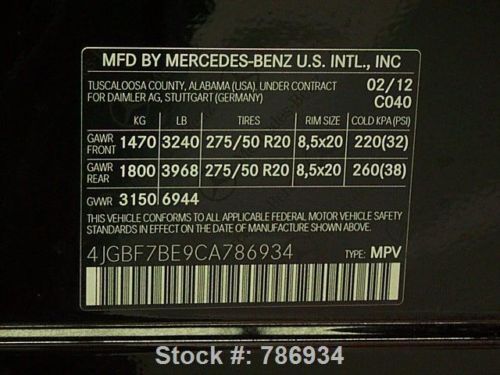 MFD BY MERCEDES-BENZ U.S. INTL., INC
TUSCALOOSA COUNTY, ALABAMA (USA). UNDER CONTRACT 02/12
FOR DAIMLER AG, STUTTGART (GERMANY) C040
KG LB TIRES RIM SIZE COLD KPA (PSI)
GAWR FRONT 1470 3240 275/50 R20 8,5x20 220(32)
GAWR REAR 1800 3968 275/50 R20 8,5x20 260(38)
GVWR 3150 6944
THIS VEHICLE CONFORMS TO ALL APPLICABLE FEDERAL MOTOR VEHICLE SAFETY
STANDARDS IN EFFECT ON THE DATE OF MANUFACTURE SHOWN ABOVE.
4JGBF7BE9CA786934 TYPE: MPV
Stock #: 786934